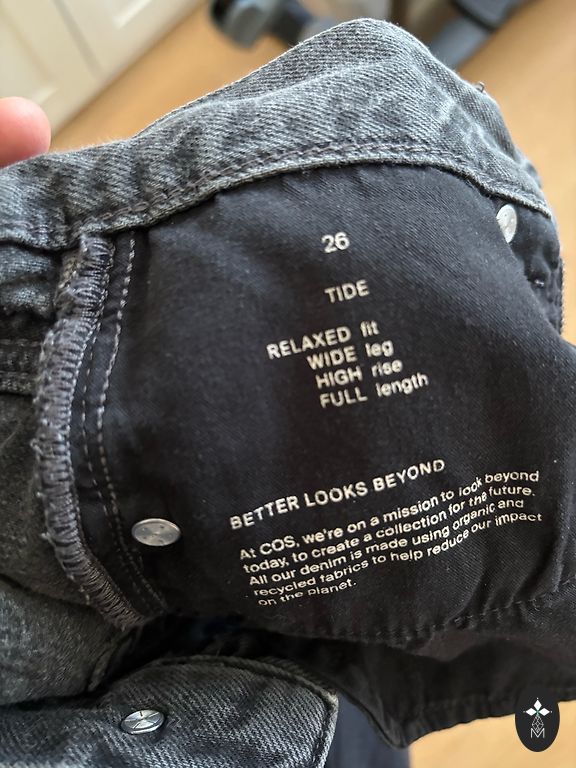 26
TIDE
RELAXED fit
WIDE leg
HIGH rise
FULL length
BETTER LOOKS BEYOND
At COS, we're on a mission to look beyond
today, to create a collection for the future.
All our denim is made using organic and
recycled fabrics to help reduce our impact
on the planet.
M